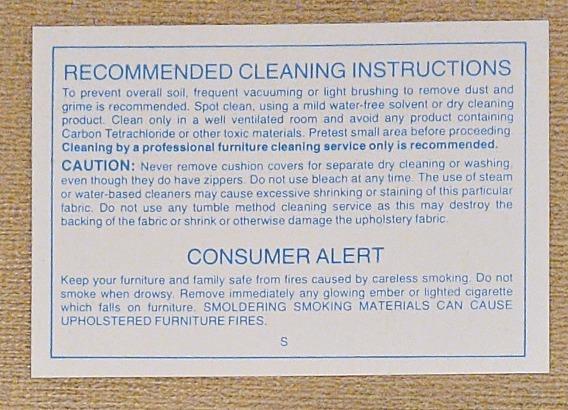 RECOMMENDED CLEANING INSTRUCTIONS
To prevent overall soil, frequent vacuuming or light brushing to remove dust and
grime is recommended. Spot clean, using a mild water-free solvent or dry cleaning
product. Clean only in a well ventilated room and avoid any product containing
Carbon Tetrachloride or other toxic materials. Pretest small area before proceeding.
Cleaning by a professional furniture cleaning service only is recommended.
CAUTION: Never remove cushion covers for separate dry cleaning or washing,
even though they do have zippers. Do not use bleach at any time. The use of steam
or water-based cleaners may cause excessive shrinking or staining of this particular
fabric. Do not use any tumble method cleaning service as this may destroy the
backing of the fabric or shrink or otherwise damage the upholstery fabric.
CONSUMER ALERT
Keep your furniture and family safe from fires caused by careless smoking. Do not
smoke when drowsy. Remove immediately any glowing ember or lighted cigarette
which falls on furniture. SMOLDERING SMOKING MATERIALS CAN CAUSE
UPHOLSTERED FURNITURE FIRES.
S